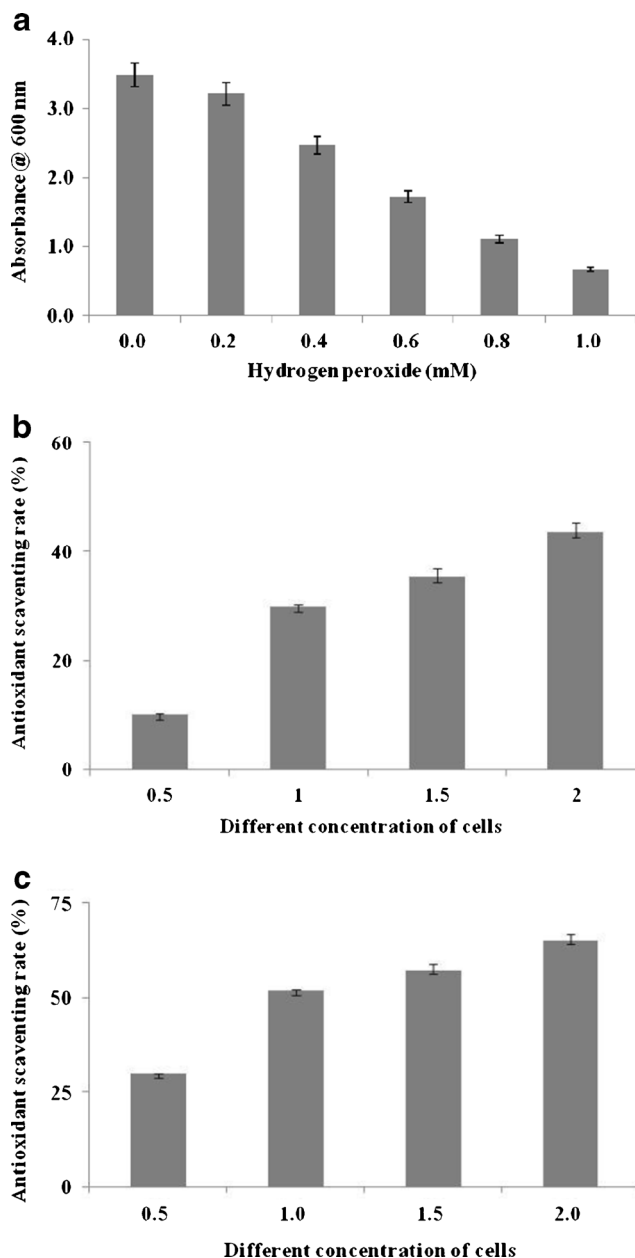 a
Absorbance @ 600 nm
4.0
3.0
2.0
1.0
0.0
0.0 0.2 0.4 0.6 0.8 1.0
Hydrogen peroxide (mM)
b
Antioxidant scaventing rate (%)
60
40
20
0
0.5 1 1.5 2
Different concentration of cells
c
Antioxidant scaventing rate (%)
75
50
25
0
0.5 1.0 1.5 2.0
Different concentration of cells